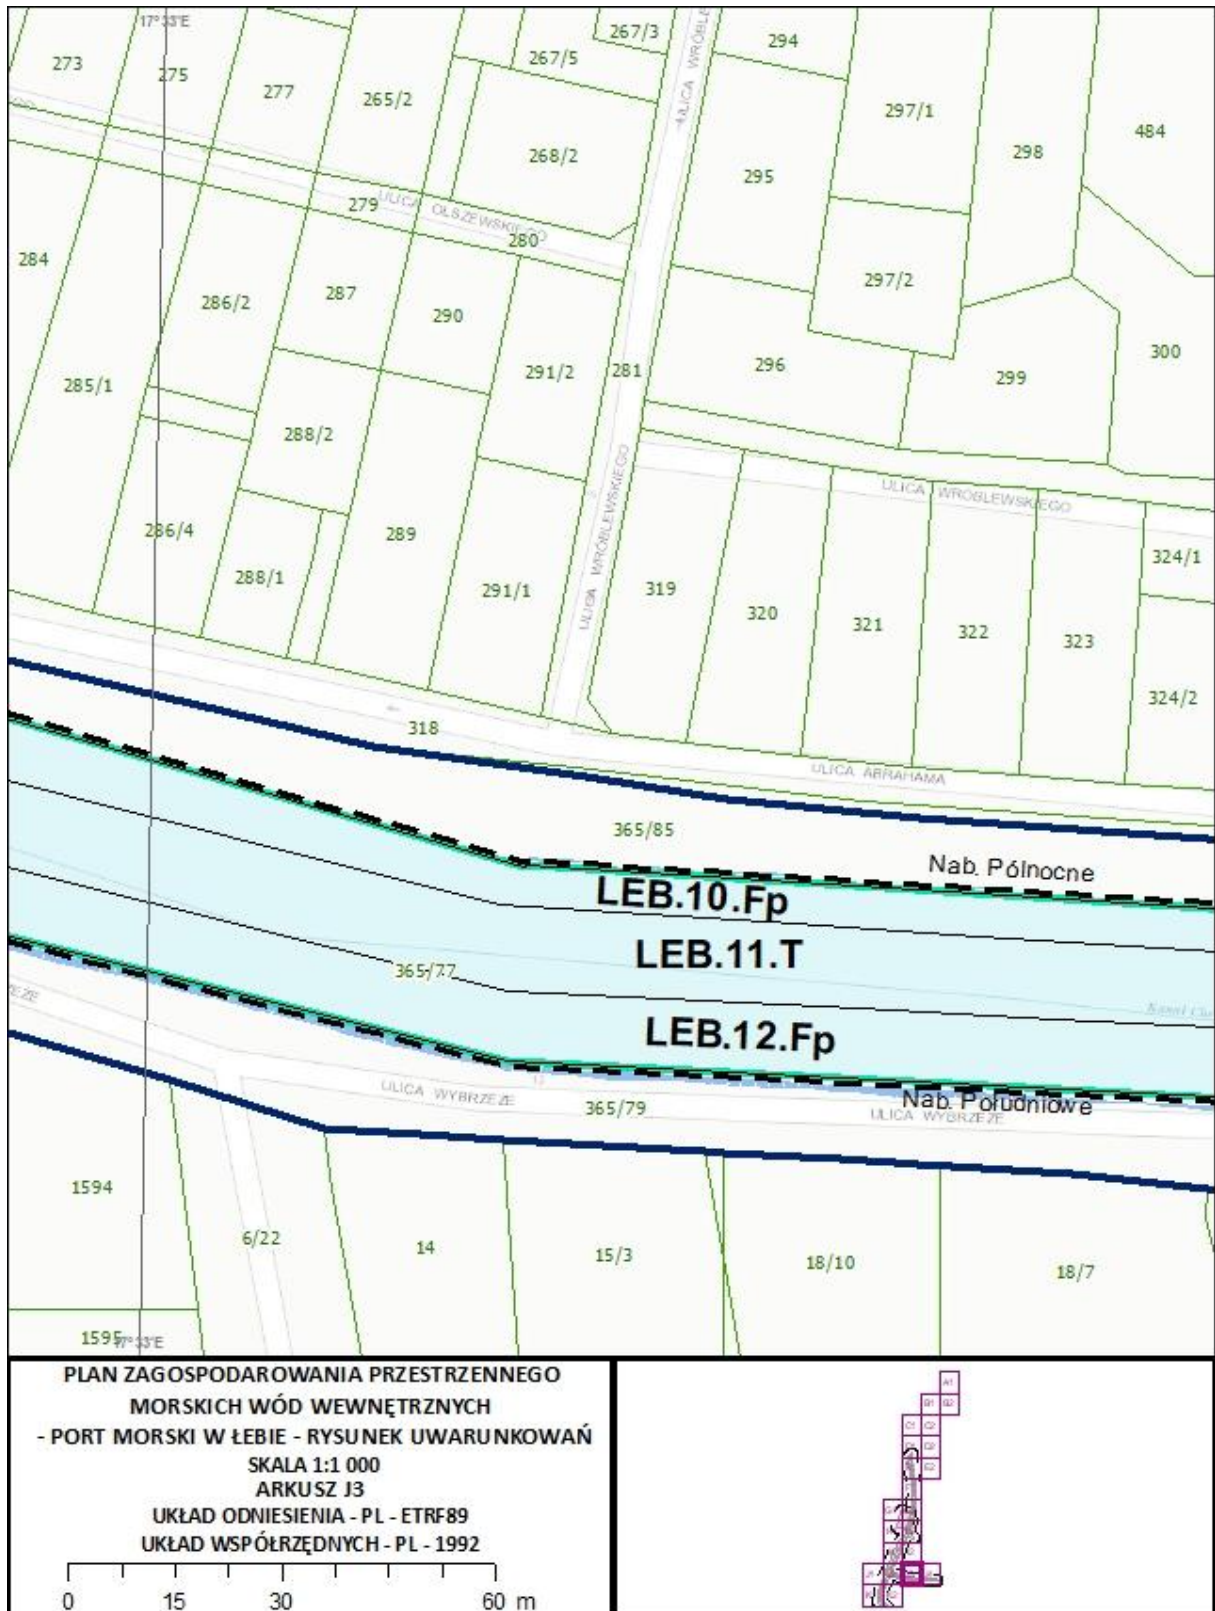 17° 33'E
267/3
294
273
275
277
265/2
267/5
297/1
298
484
268/2
295
279
ULICA OLSZEWSKIEGO
280
284
286/2
287
290
297/2
291/2
281
296
299
300
285/1
288/2
ULICA WRÓBLEWSKIEGO
ULICA WRÓBLEWSKIEGO
286/4
288/1
289
291/1
319
320
321
322
323
324/1
324/2
318
ULICA ABRAHAMA
365/85
Nab. Północne
LEB.10.Fp
LEB.11.T
365/77
LEB.12.Fp
ULICA WYBRZEŻE
365/79
Nab. Południowe
ULICA WYBRZEŻE
1594
6/22
14
15/3
18/10
18/7
1595
17° 33'E
PLAN ZAGOSPODAROWANIA PRZESTRZENNEGO
MORSKICH WÓD WEWNĘTRZNYCH
- PORT MORSKI W ŁEBIE - RYSUNEK UWARUNKOWAŃ
SKALA 1:1 000
ARKUSZ J3
UKŁAD ODNIESIENIA - PL - ETRF89
UKŁAD WSPÓŁRZĘDNYCH - PL - 1992
0 15 30 60 m